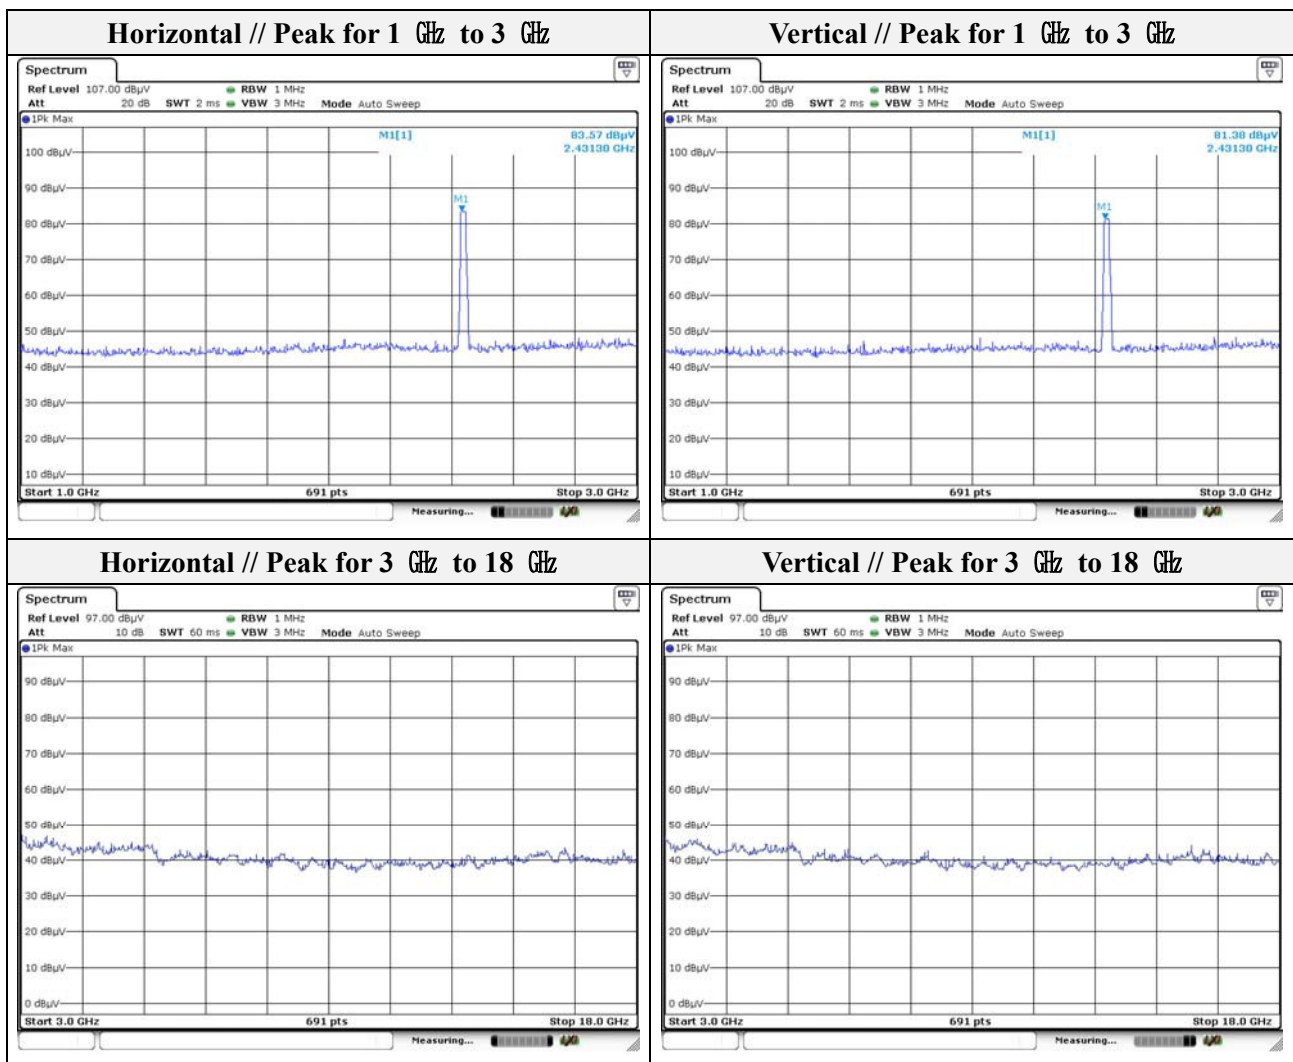 Horizontal // Peak for 1 ㎓ to 3 ㎓
Spectrum
Ref Level 107.00 dBµV RBW 1 MHz
Att 20 dB SWT 2 ms VBW 3 MHz Mode Auto Sweep
1Pk Max
M1[1] 83.57 dBµV
2.43130 GHz
100 dBµV
90 dBµV
M1
80 dBµV
70 dBµV
60 dBµV
50 dBµV
40 dBµV
30 dBµV
20 dBµV
10 dBµV
Start 1.0 GHz 691 pts Stop 3.0 GHz
Measuring...
Vertical // Peak for 1 ㎓ to 3 ㎓
Spectrum
Ref Level 107.00 dBµV RBW 1 MHz
Att 20 dB SWT 2 ms VBW 3 MHz Mode Auto Sweep
1Pk Max
M1[1] 81.38 dBµV
2.43130 GHz
100 dBµV
90 dBµV
M1
80 dBµV
70 dBµV
60 dBµV
50 dBµV
40 dBµV
30 dBµV
20 dBµV
10 dBµV
Start 1.0 GHz 691 pts Stop 3.0 GHz
Measuring...
Horizontal // Peak for 3 ㎓ to 18 ㎓
Spectrum
Ref Level 97.00 dBµV RBW 1 MHz
Att 10 dB SWT 60 ms VBW 3 MHz Mode Auto Sweep
1Pk Max
90 dBµV
80 dBµV
70 dBµV
60 dBµV
50 dBµV
40 dBµV
30 dBµV
20 dBµV
10 dBµV
0 dBµV
Start 3.0 GHz 691 pts Stop 18.0 GHz
Measuring...
Vertical // Peak for 3 ㎓ to 18 ㎓
Spectrum
Ref Level 97.00 dBµV RBW 1 MHz
Att 10 dB SWT 60 ms VBW 3 MHz Mode Auto Sweep
1Pk Max
90 dBµV
80 dBµV
70 dBµV
60 dBµV
50 dBµV
40 dBµV
30 dBµV
20 dBµV
10 dBµV
0 dBµV
Start 3.0 GHz 691 pts Stop 18.0 GHz
Measuring...